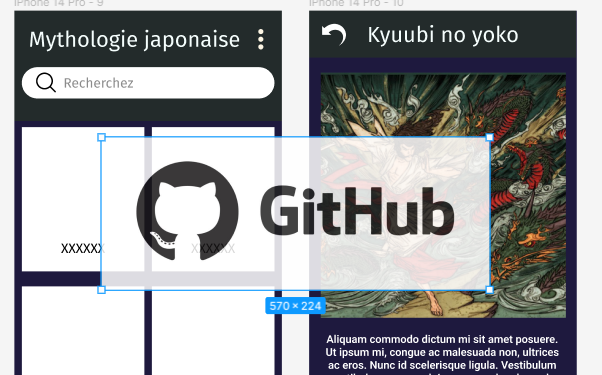 iPhone 14 Pro - 9
iPhone 14 Pro - 10
Mythologie japonaise
Kyuubi no yoko
Recherchez
GitHub
XXXXXX
XXXXXX
570 × 224
Aliquam commodo dictum mi sit amet posuere.
Ut ipsum mi, congue ac malesuada non, ultrices
ac eros. Nunc id scelerisque ligula. Vestibulum